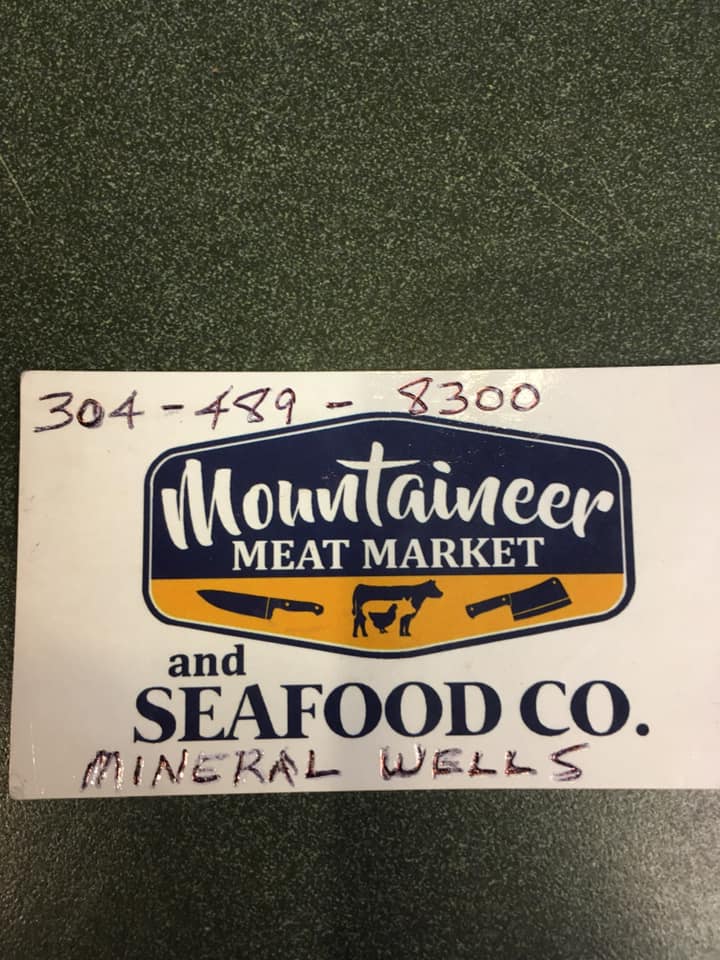 304-489-8300
Mountaineer
MEAT MARKET
and
SEAFOOD CO.
MINERAL WELLS